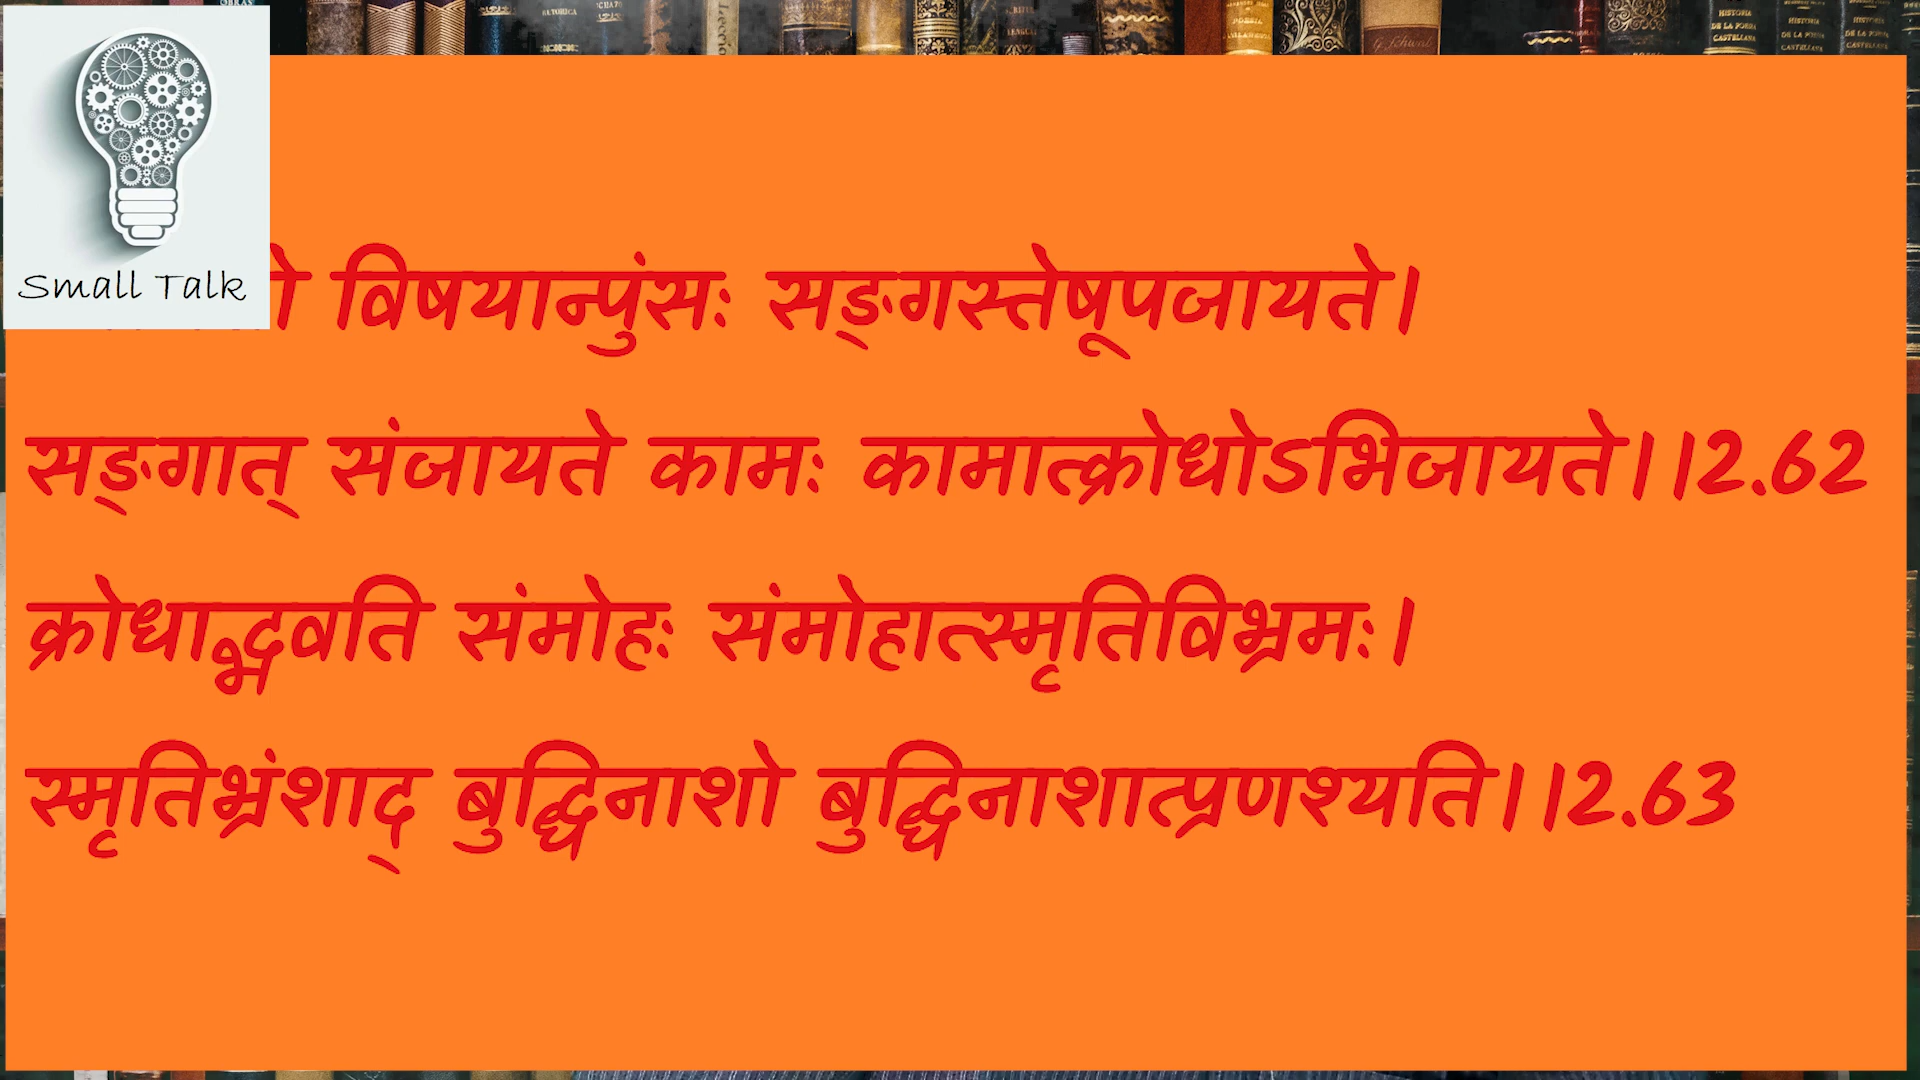 Small Talk
विषयान्पुंसः सङ्गस्तेषूपजायते।
सङ्गात् संजायते कामः कामात्क्रोधोऽभिजायते।।2.62
क्रोधाद्भवति संमोहः संमोहात्स्मृतिविभ्रमः।
स्मृतिभ्रंशाद् बुद्धिनाशो बुद्धिनाशात्प्रणश्यति।।2.63